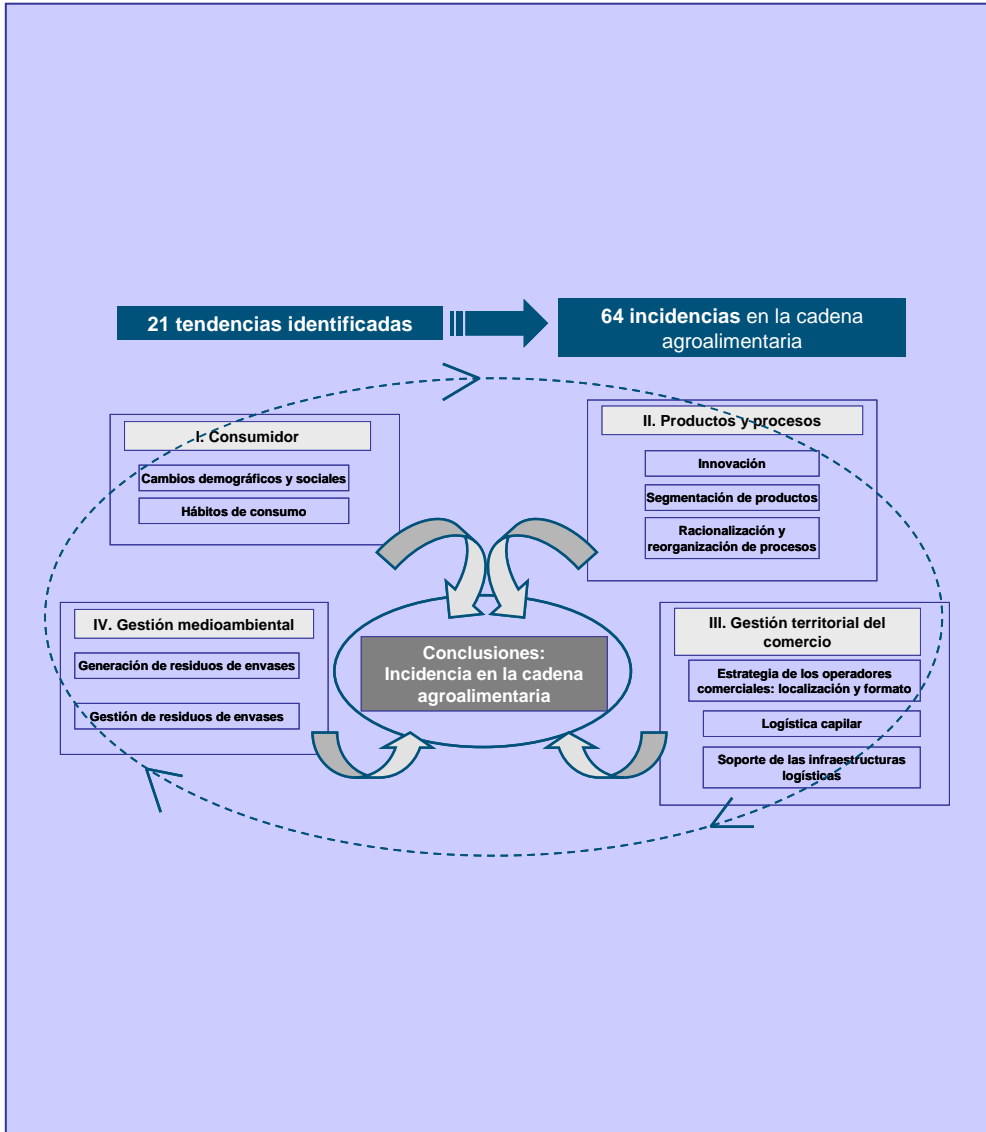 21 tendencias identificadas
64 incidencias en la cadena
agroalimentaria
I. Consumidor
Cambios demográficos y sociales
Hábitos de consumo
II. Productos y procesos
Innovación
Segmentación de productos
Racionalización y
reorganización de procesos
IV. Gestión medioambiental
Generación de residuos de envases
Gestión de residuos de envases
Conclusiones:
Incidencia en la cadena
agroalimentaria
III. Gestión territorial del
comercio
Estrategia de los operadores
comerciales: localización y formato
Logística capilar
Soporte de las infraestructuras
logísticas